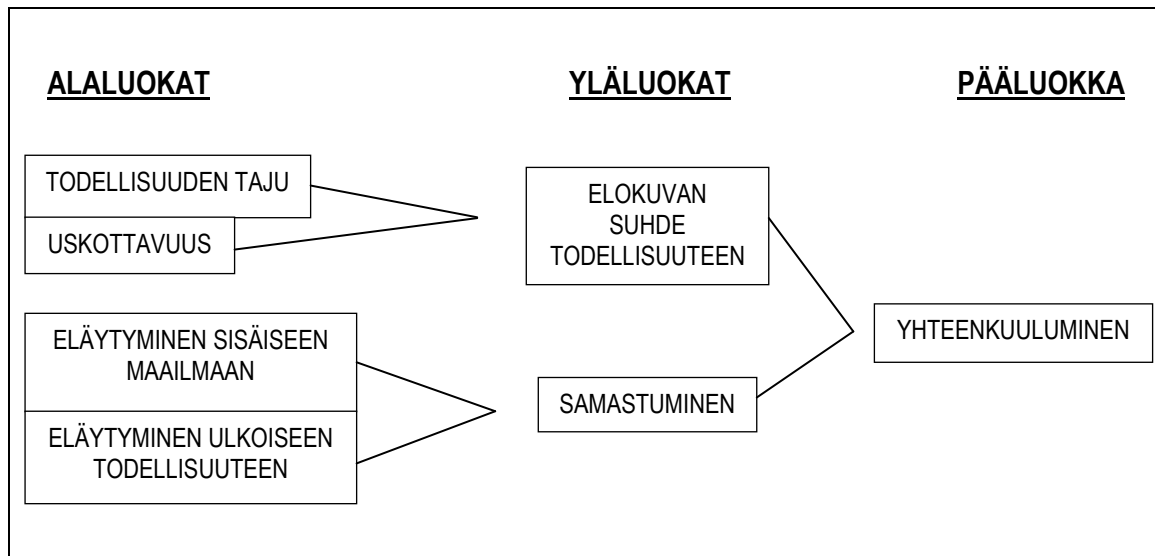 ALALUOKAT
YLÄLUOKAT
PÄÄLUOKKA
TODELLISUUDEN TAJU
USKOTTAVUUS
ELÄYTYMINEN SISÄISEEN
MAAILMAAN
ELÄYTYMINEN ULKOISEEN
TODELLISUUTEEN
ELOKUVAN
SUHDE
TODELLISUUTEEN
SAMASTUMINEN
YHTEENKUULUMINEN